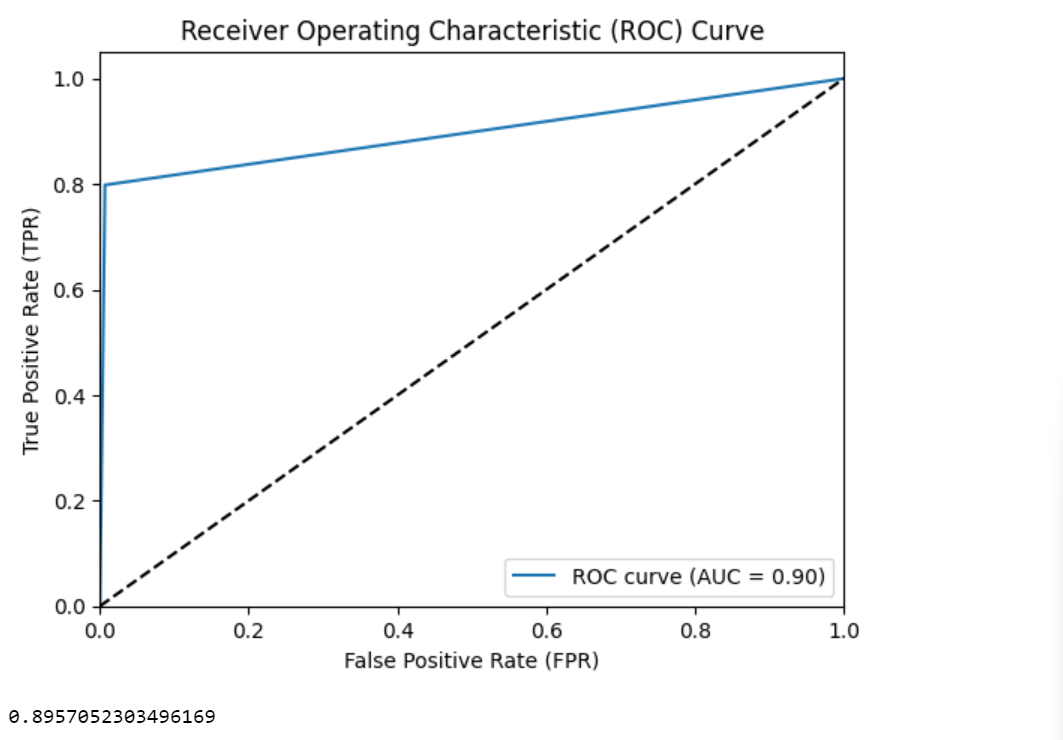 Receiver Operating Characteristic (ROC) Curve
1.0
0.8
0.6
0.4
0.2
0.0
True Positive Rate (TPR)
ROC curve (AUC = 0.90)
0.0 0.2 0.4 0.6 0.8 1.0
False Positive Rate (FPR)
0.8957052303496169